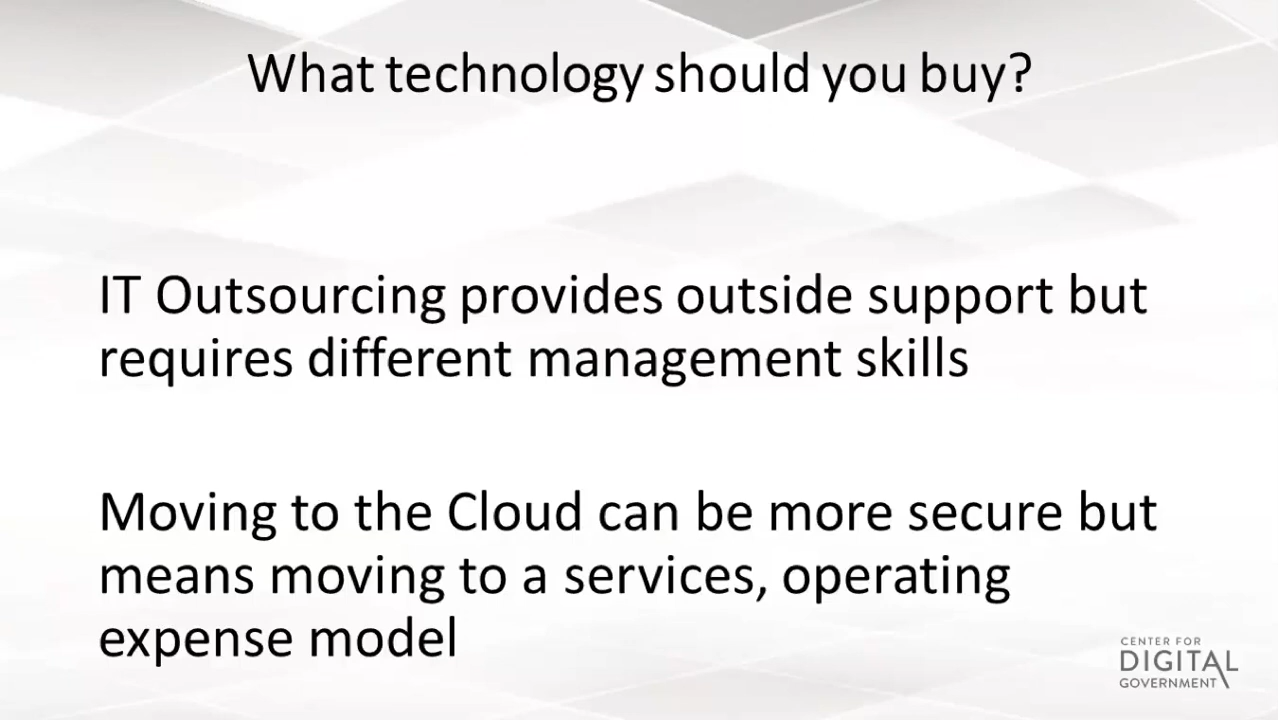 What technology should you buy?
IT Outsourcing provides outside support but
requires different management skills
Moving to the Cloud can be more secure but
means moving to a services, operating
expense model
CENTER FOR
DIGITAL
GOVERNMENT